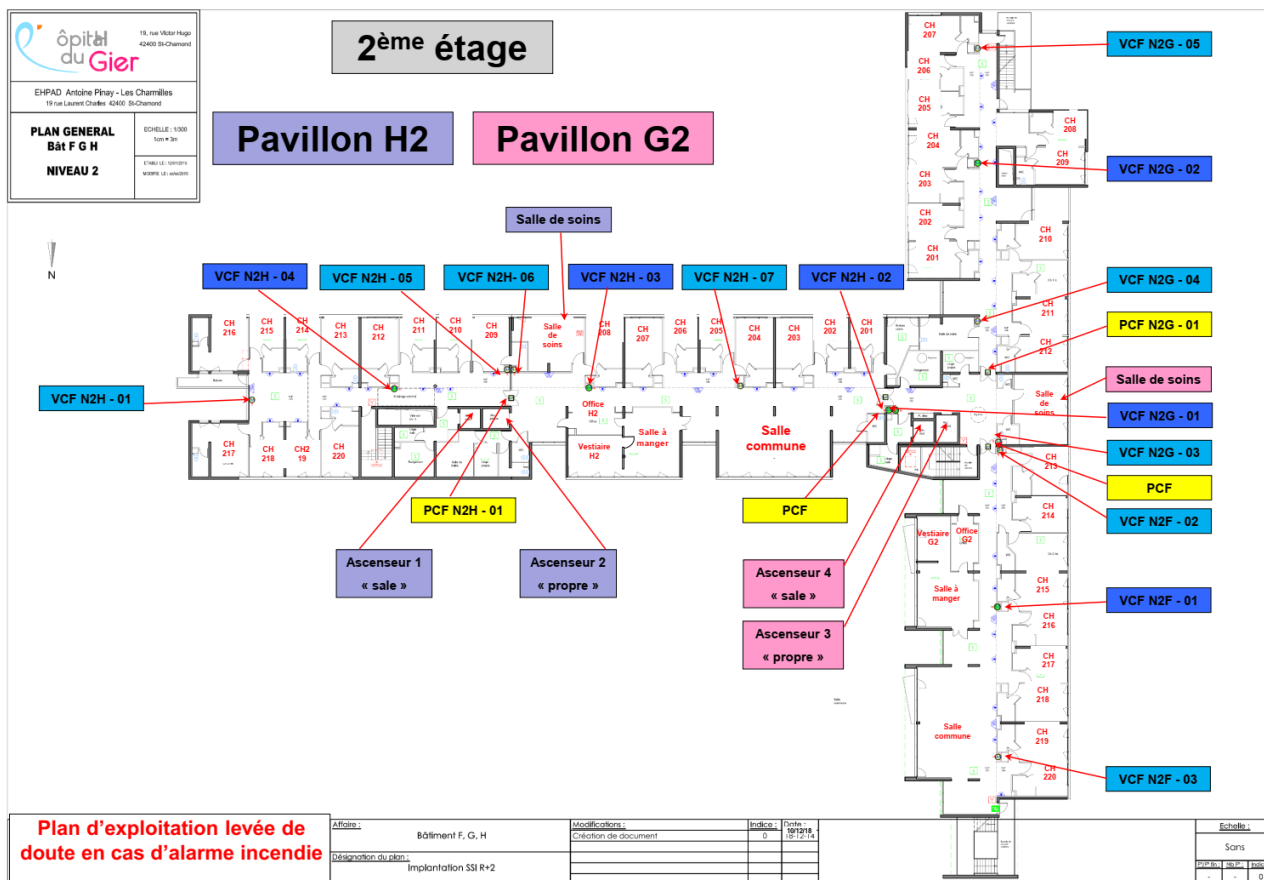 ôpital
du Gier
19, rue Victor Hugo
42400 St-Chamond
EHPAD Antoine Pinay - Les Charmilles
19 rue Laurent Charles 42400 St-Chamond
PLAN GENERAL
Bât F G H
NIVEAU 2
ECHELLE : 1/300
1cm = 3m
2ème étage
Pavillon H2
Pavillon G2
N
Salle de soins
VCF N2H - 04
VCF N2H - 05
VCF N2H- 06
VCF N2H - 03
VCF N2H - 07
VCF N2H - 02
VCF N2H - 01
CH 216
CH 215
CH 214
CH 213
CH 212
CH 211
CH 210
CH 209
Salle de soins
CH 208
CH 207
CH 206
CH 205
CH 204
CH 203
CH 202
CH 201
CH 217
CH 218
CH2 19
CH 220
Office H2
Vestiaire H2
Salle à manger
Salle commune
PCF N2H - 01
PCF
Ascenseur 1
« sale »
Ascenseur 2
« propre »
Ascenseur 4
« sale »
Ascenseur 3
« propre »
CH 207
CH 206
CH 205
CH 204
CH 203
CH 202
CH 201
CH 208
CH 209
CH 210
CH 211
CH 212
Salle de soins
CH 213
CH 214
CH 215
CH 216
CH 217
CH 218
CH 219
CH 220
Vestiaire G2
Office G2
Salle à manger
Salle commune
VCF N2G - 05
VCF N2G - 02
VCF N2G - 04
PCF N2G - 01
Salle de soins
VCF N2G - 01
VCF N2G - 03
PCF
VCF N2F - 02
VCF N2F - 01
VCF N2F - 03
Plan d'exploitation levée de
doute en cas d'alarme incendie
Affaire :
Bâtiment F, G, H
Désignation du plan :
Implantation SSI R+2
Modifications :
Indice :
Date :
Création de document
0
10/12/18
18-12-14
Echelle :
Sans